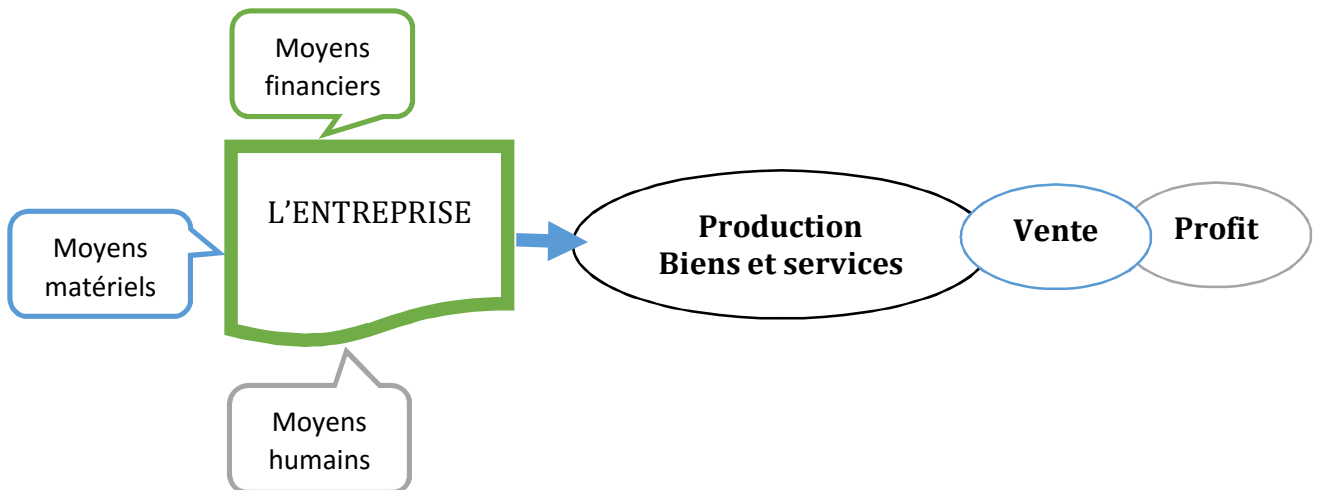 Moyens
financiers
L’ENTREPRISE
Moyens
matériels
Production
Biens et services
Vente
Profit
Moyens
humains